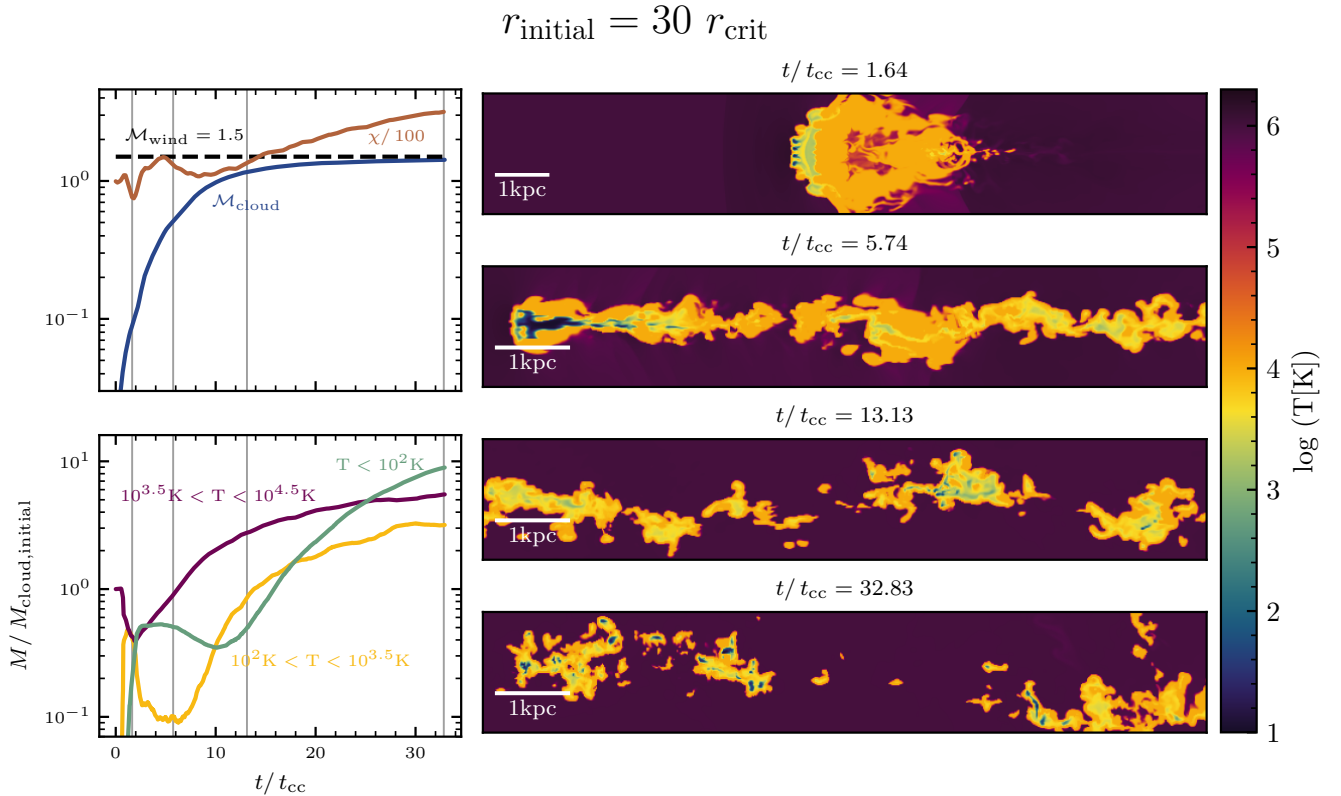 r_initial = 30 r_crit
10^0
10^-1
M_wind = 1.5
χ/100
M_cloud
M/M_cloud,initial
10^1
10^0
10^-1
T < 10^2K
10^3.5K < T < 10^4.5K
10^2K < T < 10^3.5K
0
10
20
30
t/t_cc
t/t_cc = 1.64
1kpc
t/t_cc = 5.74
1kpc
t/t_cc = 13.13
1kpc
t/t_cc = 32.83
1kpc
6
5
4
3
2
1
log (T[K])